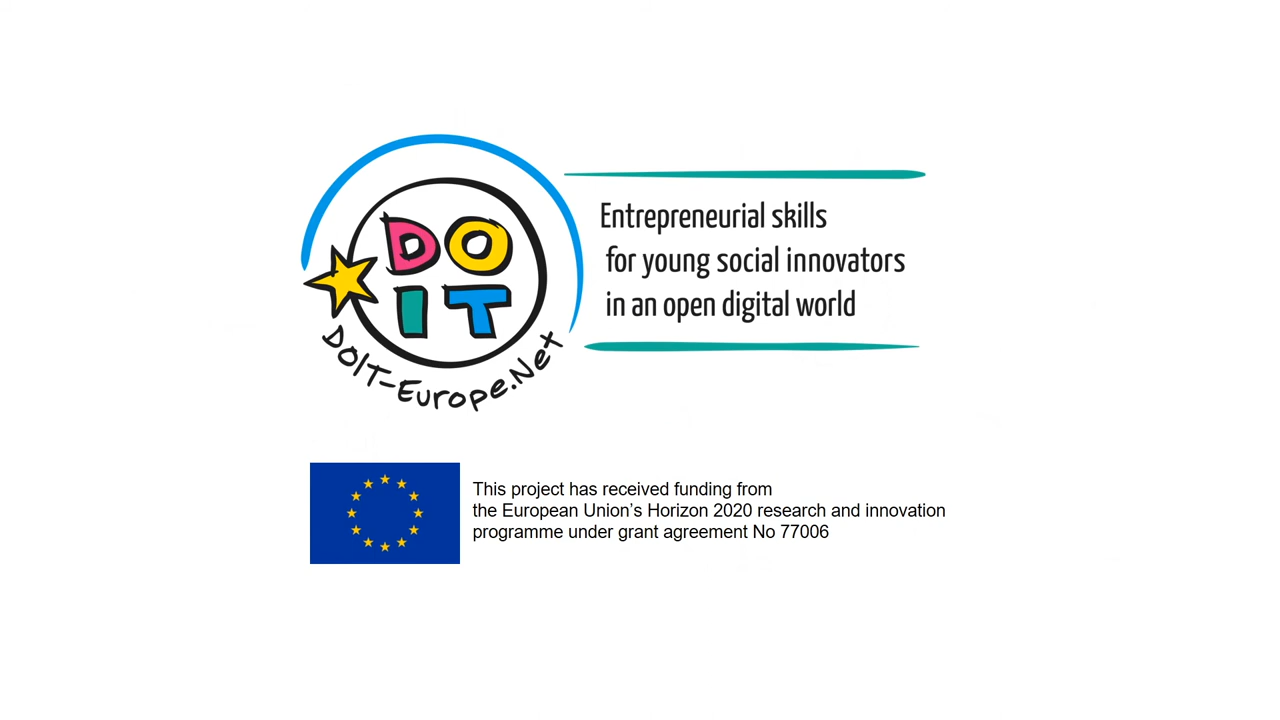 DO
IT
DOIT-Europe.Net
Entrepreneurial skills
for young social innovators
in an open digital world
This project has received funding from
the European Union’s Horizon 2020 research and innovation
programme under grant agreement No 77006